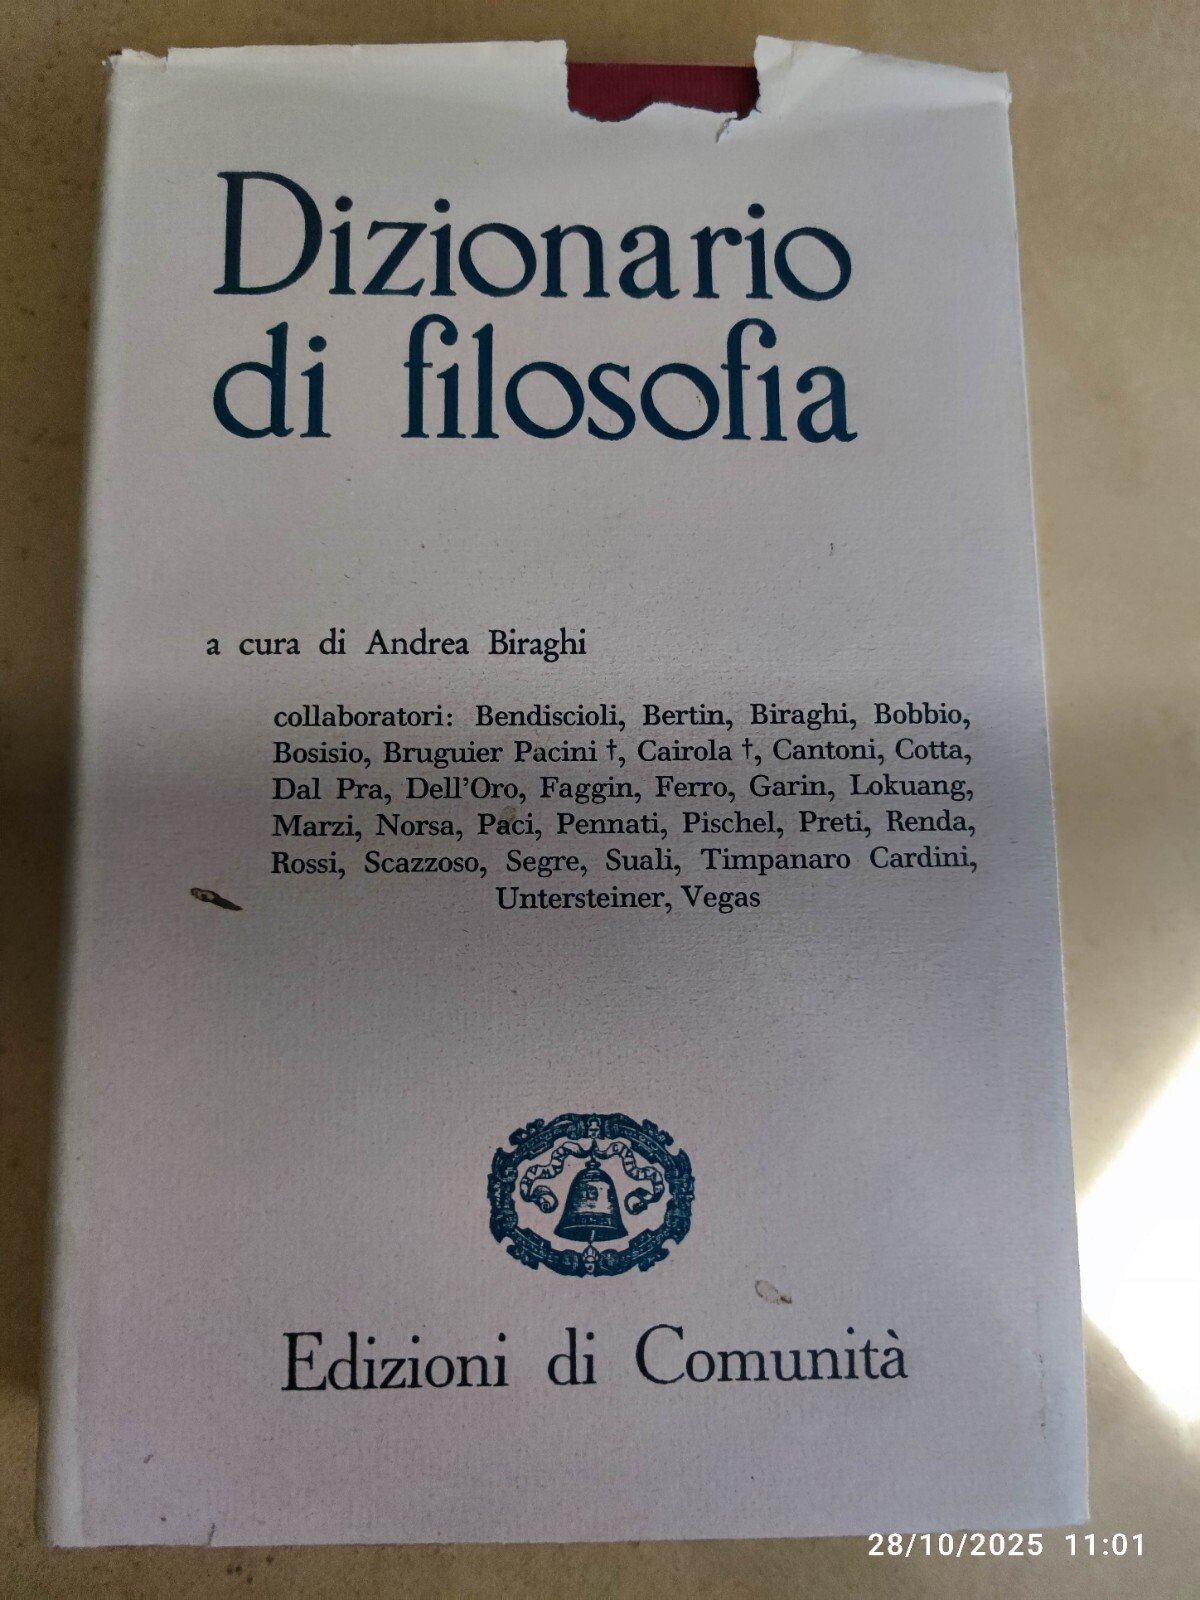 Dizionario
di filosofia
a cura di Andrea Biraghi
collaboratori: Bendiscioli, Bertin, Biraghi, Bobbio,
Bosisio, Bruguier Pacini †, Cairola †, Cantoni, Cotta,
Dal Pra, Dell'Oro, Faggin, Ferro, Garin, Lokuang,
Marzi, Norsa, Paci, Pennati, Pischel, Preti, Renda,
Rossi, Scazzoso, Segre, Suali, Timpanaro Cardini,
Untersteiner, Vegas
HVMANA CIVILITAS
Edizioni di Comunità
28/10/2025 11:01